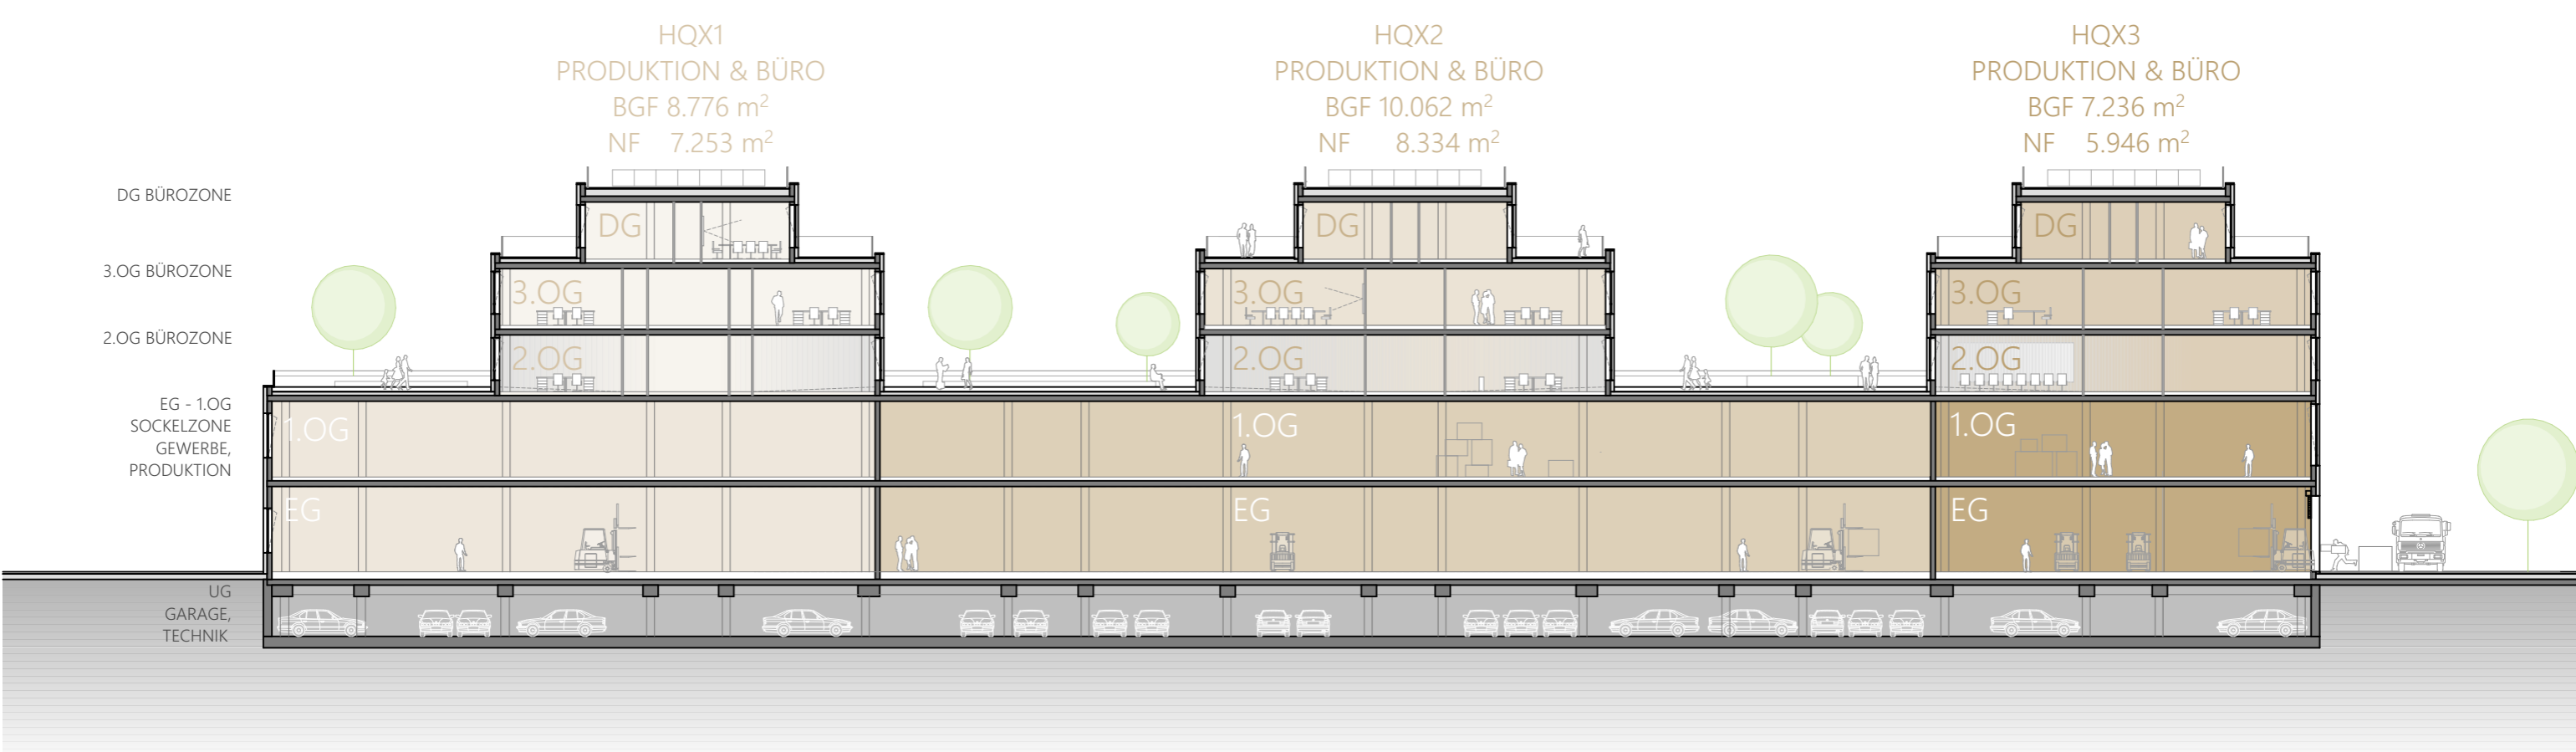 HQX1
PRODUKTION & BÜRO
BGF 8.776 m²
NF 7.253 m²
HQX2
PRODUKTION & BÜRO
BGF 10.062 m²
NF 8.334 m²
HQX3
PRODUKTION & BÜRO
BGF 7.236 m²
NF 5.946 m²
DG BÜROZONE
DG
DG
DG
3.OG BÜROZONE
3.OG
3.OG
3.OG
2.OG BÜROZONE
2.OG
2.OG
2.OG
EG - 1.OG
SOCKELZONE
GEWERBE,
PRODUKTION
1.OG
1.OG
1.OG
EG
EG
EG
UG
GARAGE,
TECHNIK